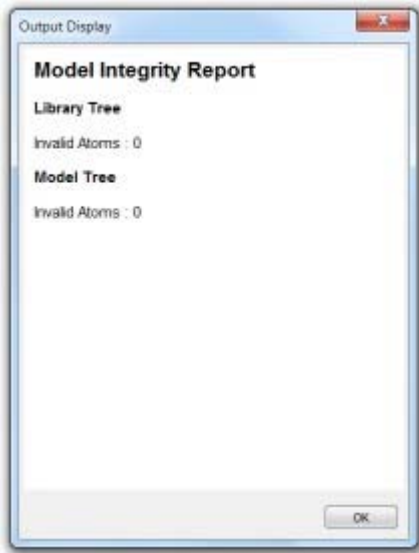 Output Display
Model Integrity Report
Library Tree
Invalid Atoms : 0
Model Tree
Invalid Atoms : 0
OK